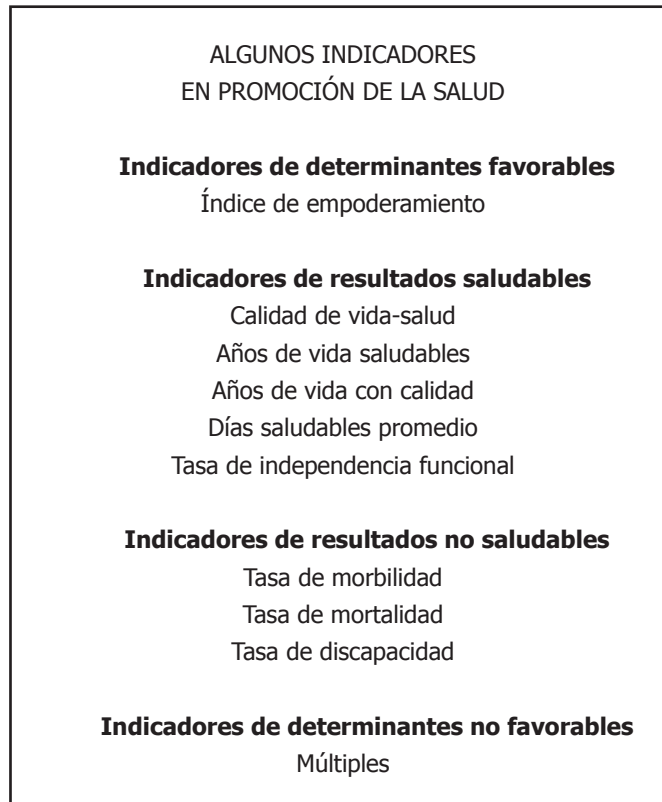 ALGUNOS INDICADORES
EN PROMOCIÓN DE LA SALUD
Indicadores de determinantes favorables
Índice de empoderamiento
Indicadores de resultados saludables
Calidad de vida-salud
Años de vida saludables
Años de vida con calidad
Días saludables promedio
Tasa de independencia funcional
Indicadores de resultados no saludables
Tasa de morbilidad
Tasa de mortalidad
Tasa de discapacidad
Indicadores de determinantes no favorables
Múltiples